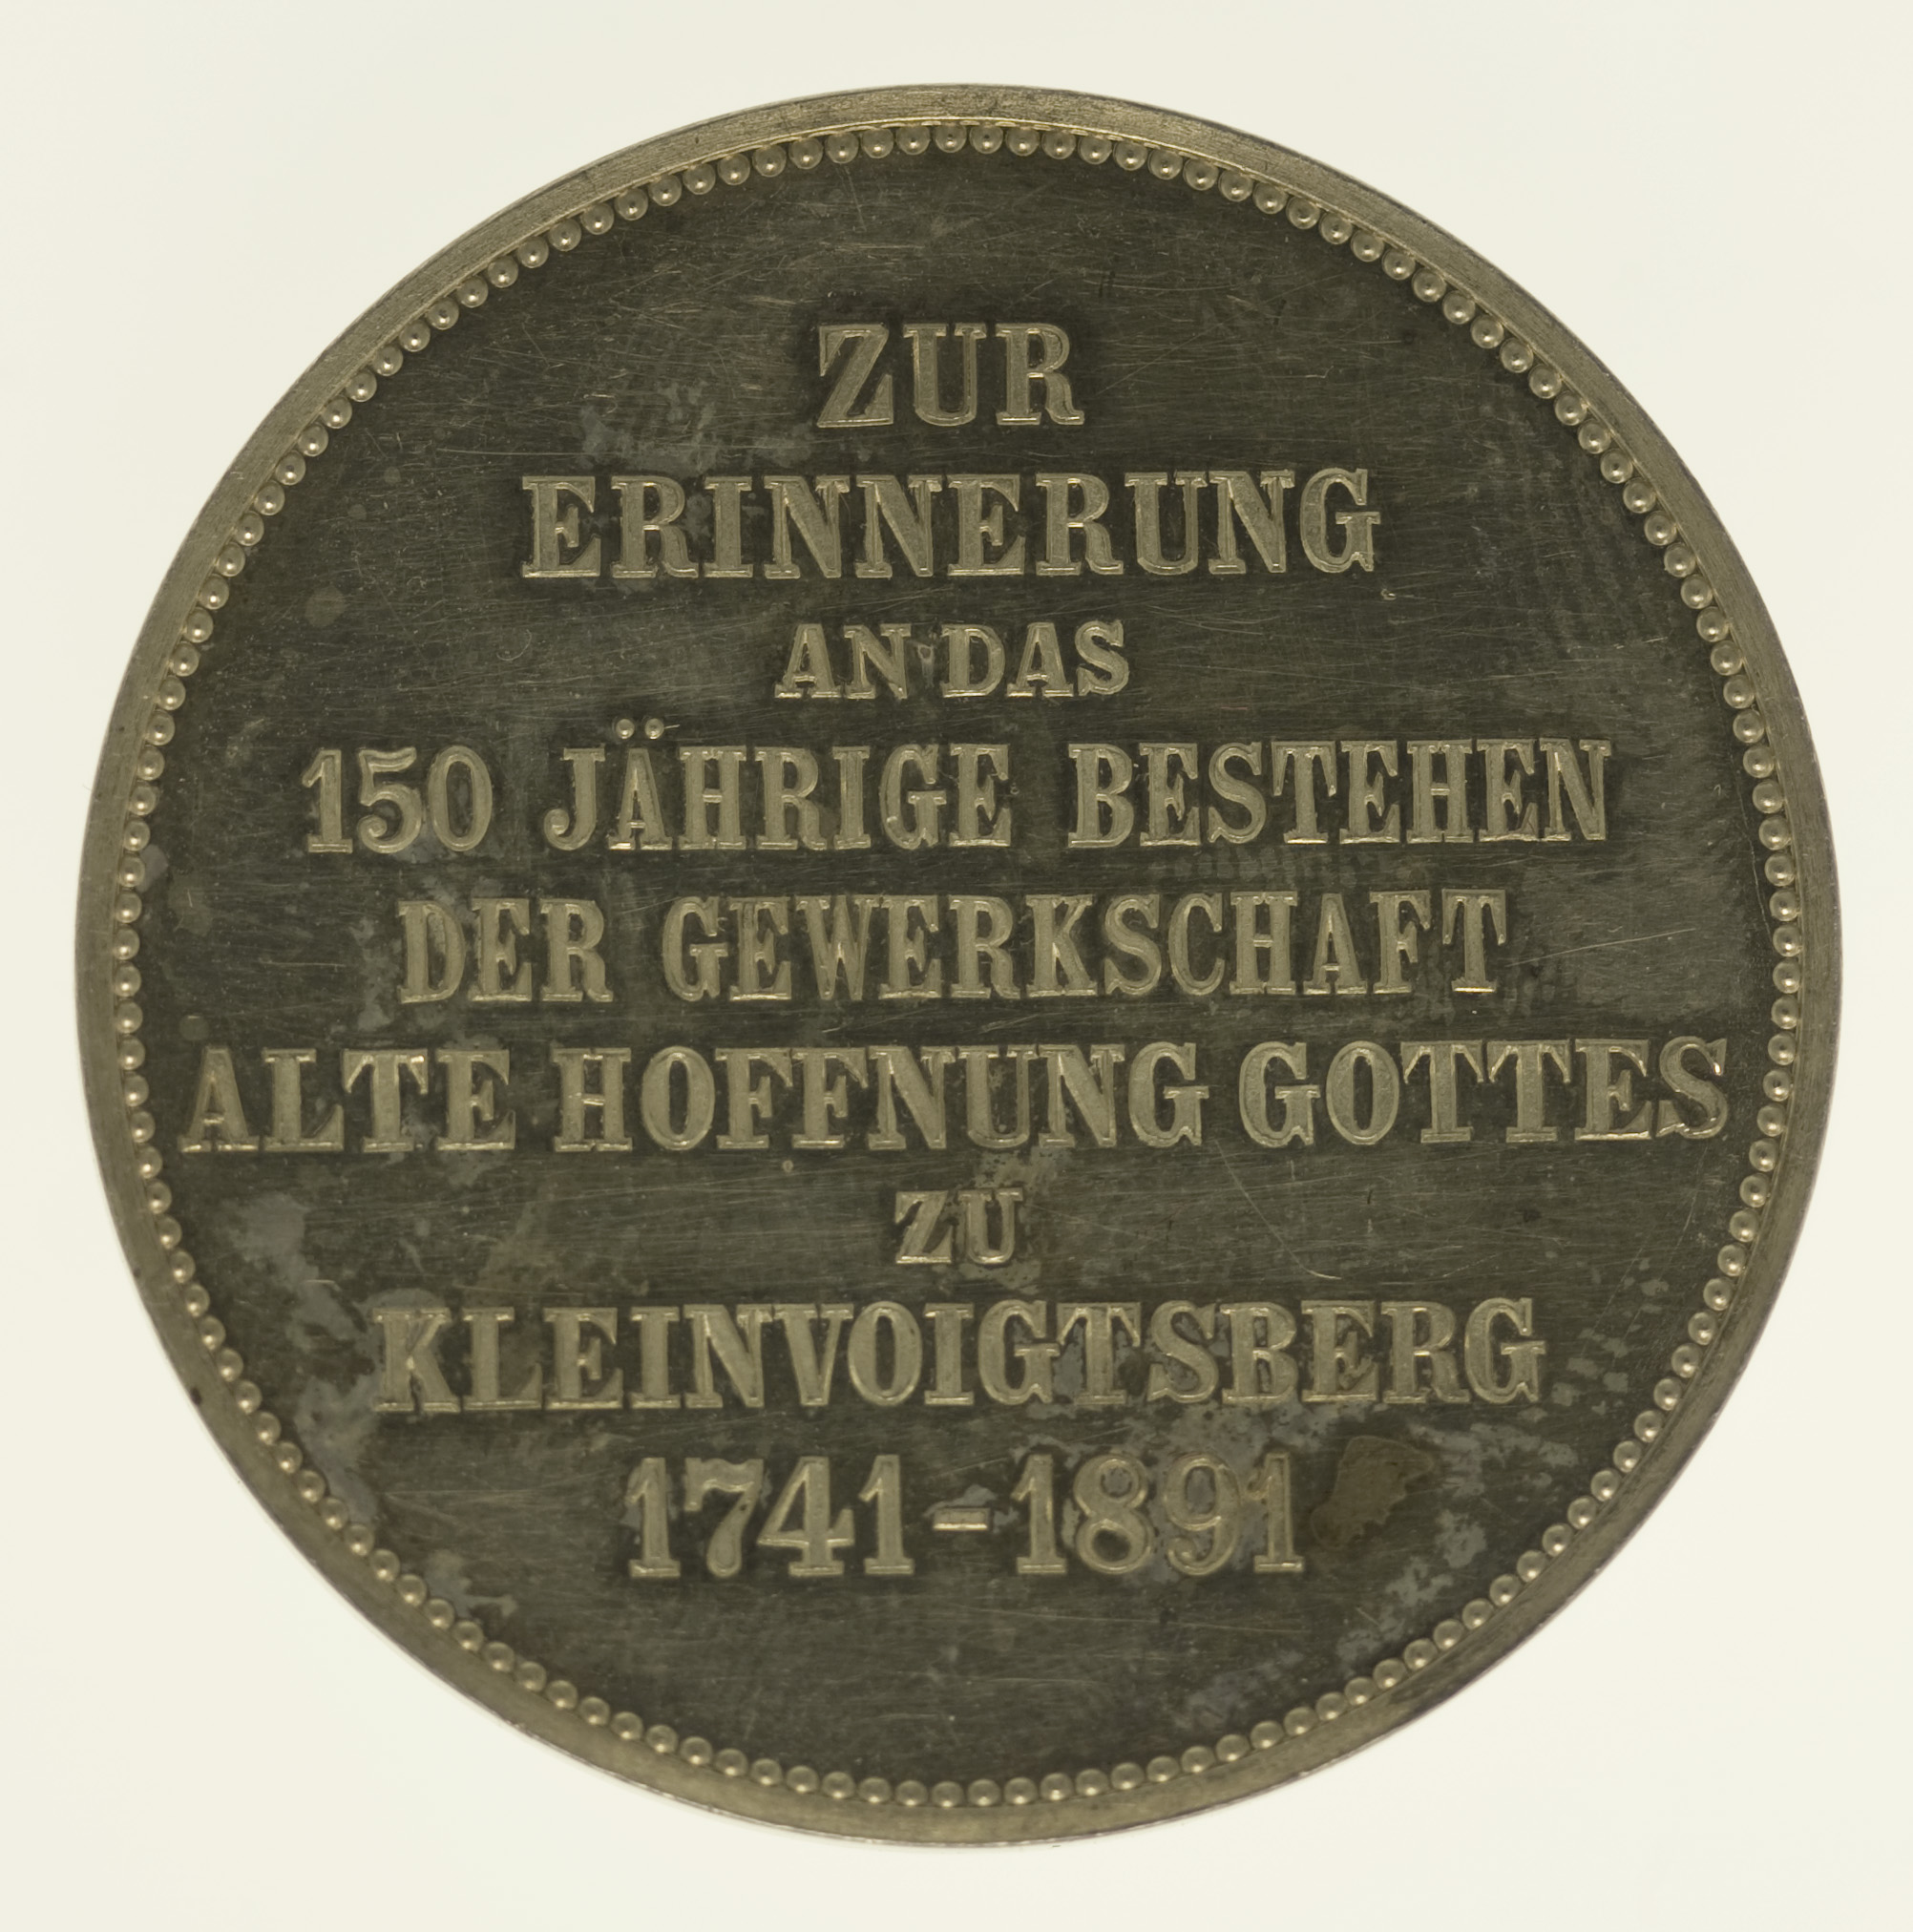 ZUR
ERINNERUNG
AN DAS
150 JÄHRIGE BESTEHEN
DER GEWERKSCHAFT
ALTE HOFFNUNG GOTTES
ZU
KLEINVOIGTSBERG
1741-1891